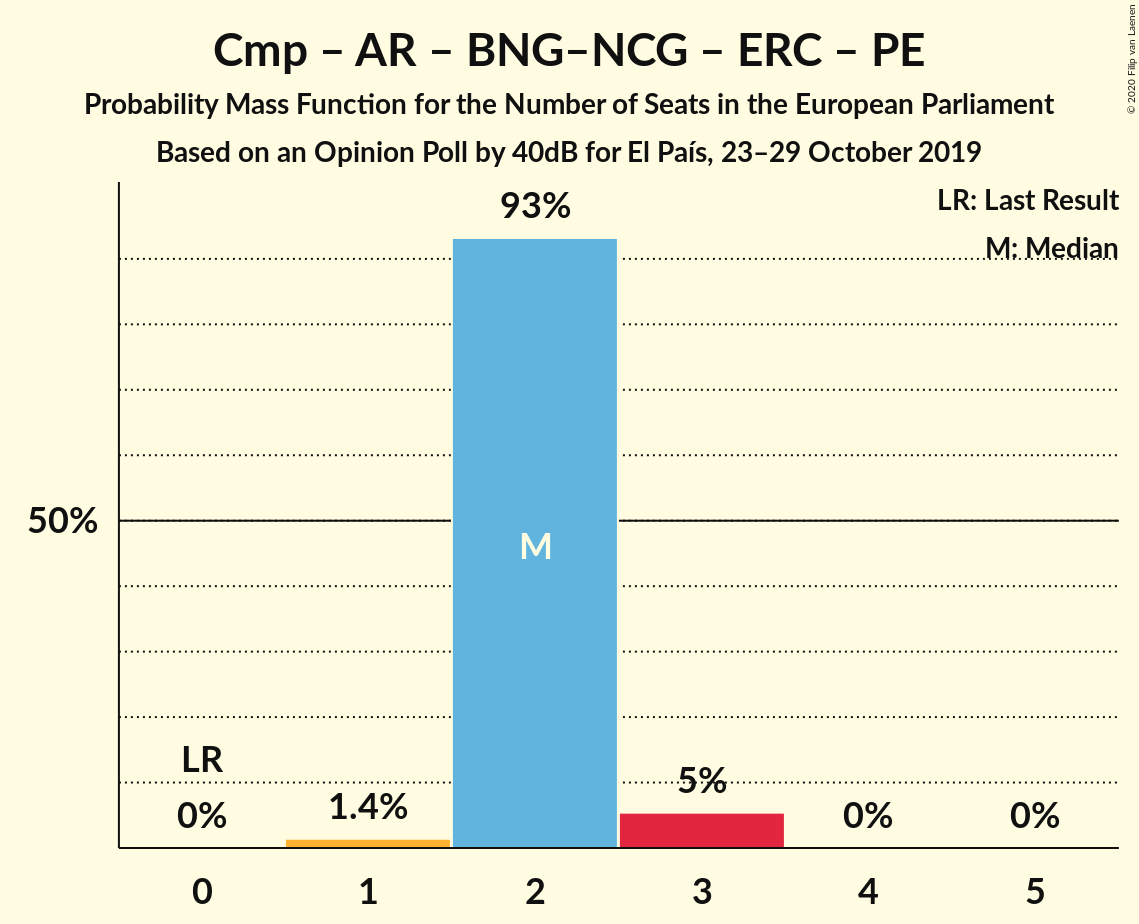 Cmp – AR – BNG–NCG – ERC – PE
Probability Mass Function for the Number of Seats in the European Parliament
Based on an Opinion Poll by 40dB for El País, 23–29 October 2019
© 2020 Filip van Laenen
LR: Last Result
M: Median
93%
50%
M
LR
0%
1.4%
5%
0%
0%
0 1 2 3 4 5